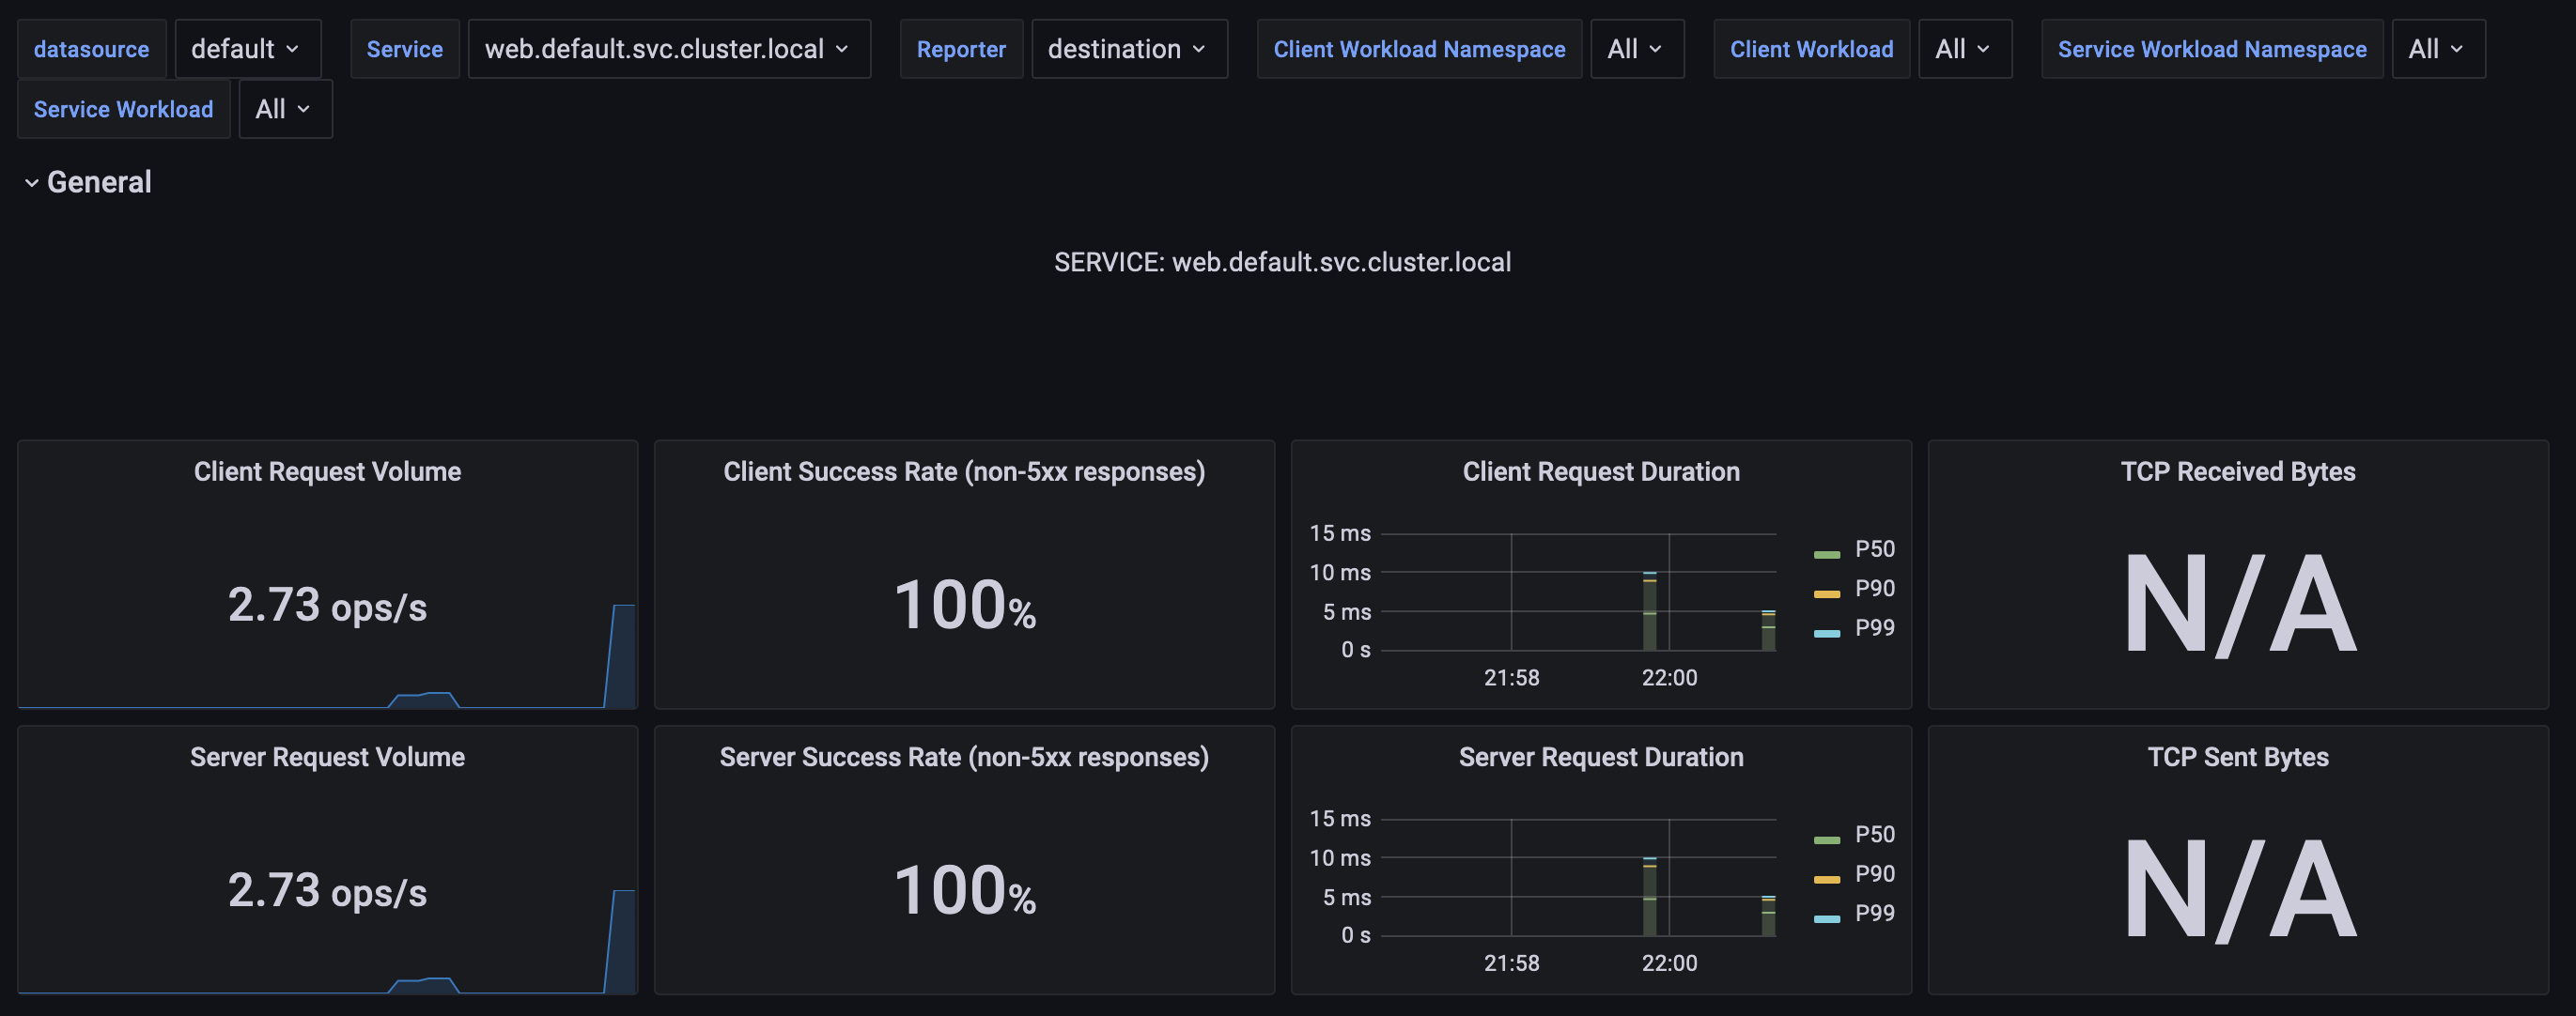 datasource default Service web.default.svc.cluster.local Reporter destination Client Workload Namespace All Client Workload All Service Workload Namespace All
Service Workload All
General
SERVICE: web.default.svc.cluster.local
Client Request Volume
2.73 ops/s
Client Success Rate (non-5xx responses)
100%
Client Request Duration
15 ms
10 ms
5 ms
0 s
21:58 22:00
P50
P90
P99
TCP Received Bytes
N/A
Server Request Volume
2.73 ops/s
Server Success Rate (non-5xx responses)
100%
Server Request Duration
15 ms
10 ms
5 ms
0 s
21:58 22:00
P50
P90
P99
TCP Sent Bytes
N/A